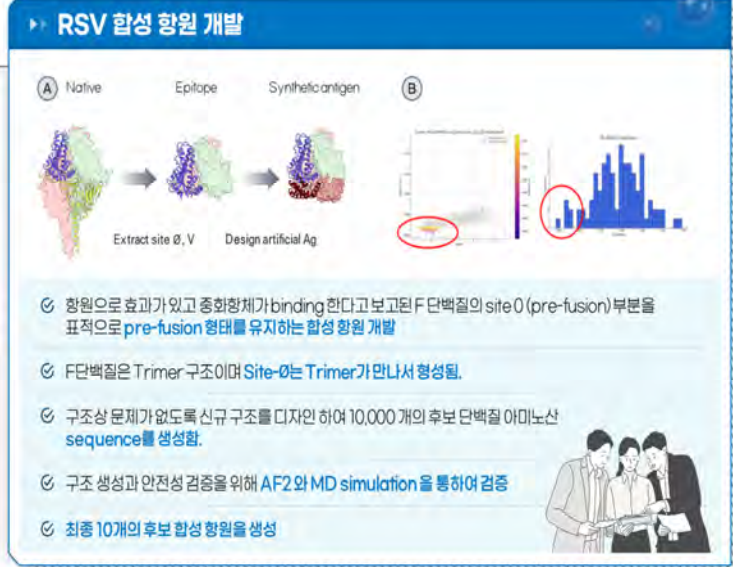 RSV 합성 항원 개발
A Native Epitope Synthetic antigen B
Extract site Ø, V Design artificial Ag
항원으로 효과가 있고 중화항체가 binding 한다고 보고된 F 단백질의 site 0 (pre-fusion) 부분을
표적으로 pre-fusion 형태를 유지하는 합성 항원 개발
F단백질은 Trimer 구조이며 Site-Ø는 Trimer가 만나서 형성됨.
구조상 문제가 없도록 신규 구조를 디자인 하여 10,000 개의 후보 단백질 아미노산
sequence를 생성함.
구조 생성과 안전성 검증을 위해 AF2 와 MD simulation 을 통하여 검증
최종 10개의 후보 합성 항원을 생성